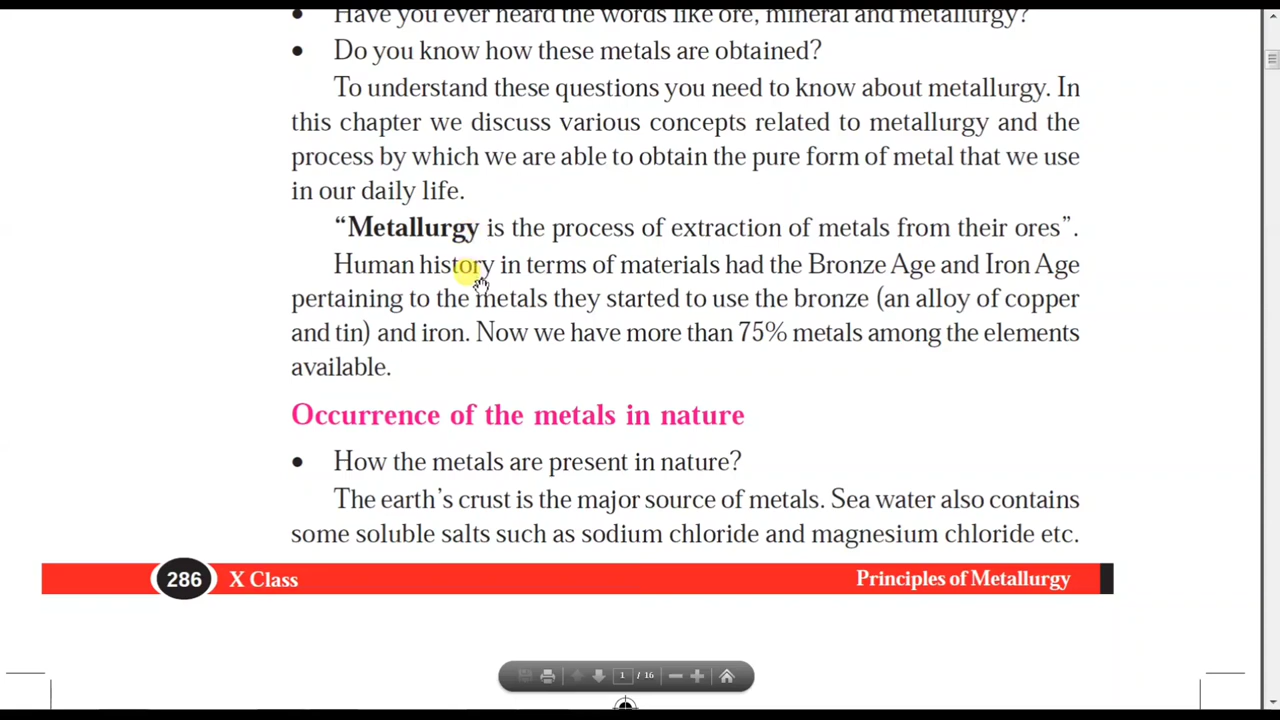 • Have you ever heard the words like ore, mineral and metallurgy?
• Do you know how these metals are obtained?
To understand these questions you need to know about metallurgy. In
this chapter we discuss various concepts related to metallurgy and the
process by which we are able to obtain the pure form of metal that we use
in our daily life.
“Metallurgy is the process of extraction of metals from their ores”.
Human history in terms of materials had the Bronze Age and Iron Age
pertaining to the metals they started to use the bronze (an alloy of copper
and tin) and iron. Now we have more than 75% metals among the elements
available.
Occurrence of the metals in nature
• How the metals are present in nature?
The earth’s crust is the major source of metals. Sea water also contains
some soluble salts such as sodium chloride and magnesium chloride etc.
286 X Class Principles of Metallurgy
1 / 16